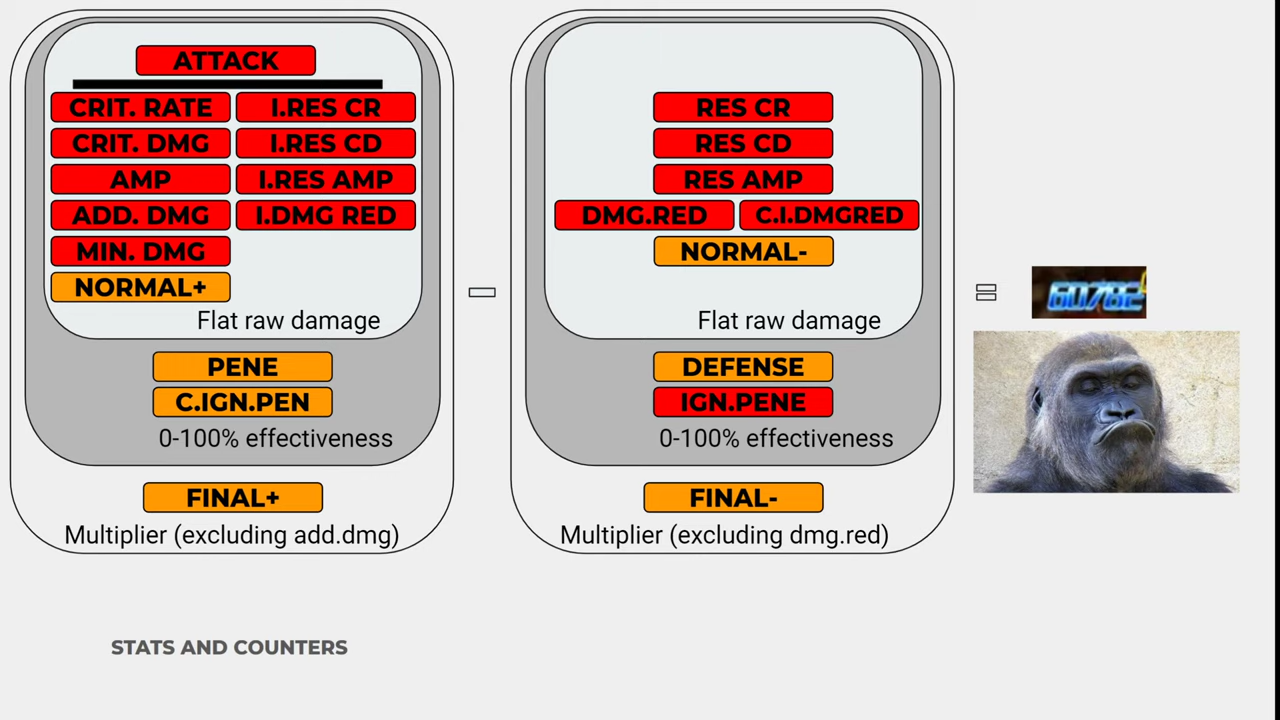 ATTACK
CRIT. RATE I.RES CR
CRIT. DMG I.RES CD
AMP I.RES AMP
ADD. DMG I.DMG RED
MIN. DMG
NORMAL+
Flat raw damage
PENE
C.IGN.PEN
0-100% effectiveness
FINAL+
Multiplier (excluding add.dmg)
-
RES CR
RES CD
RES AMP
DMG.RED C.I.DMGRED
NORMAL-
Flat raw damage
DEFENSE
IGN.PENE
0-100% effectiveness
FINAL-
Multiplier (excluding dmg.red)
=
60782
STATS AND COUNTERS